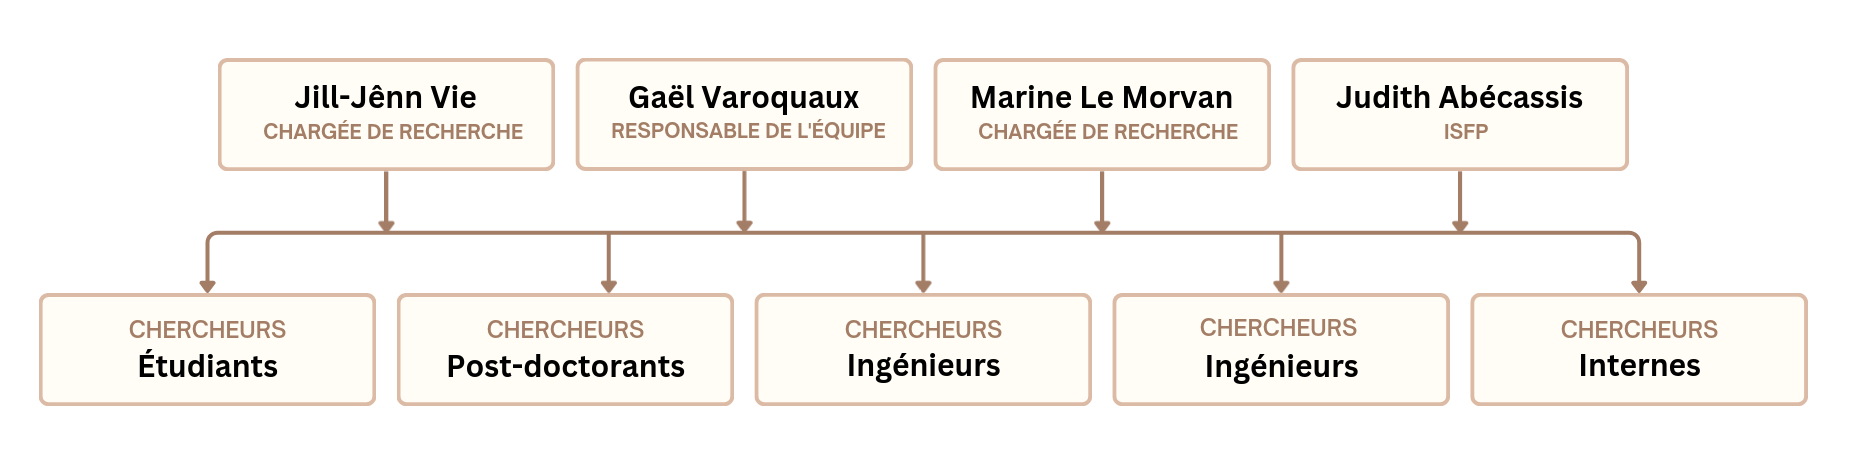 Jill-Jênn Vie
CHARGÉE DE RECHERCHE
Gaël Varoquaux
RESPONSABLE DE L'ÉQUIPE
Marine Le Morvan
CHARGÉE DE RECHERCHE
Judith Abécassis
ISFP
CHERCHEURS
Étudiants
CHERCHEURS
Post-doctorants
CHERCHEURS
Ingénieurs
CHERCHEURS
Ingénieurs
CHERCHEURS
Internes